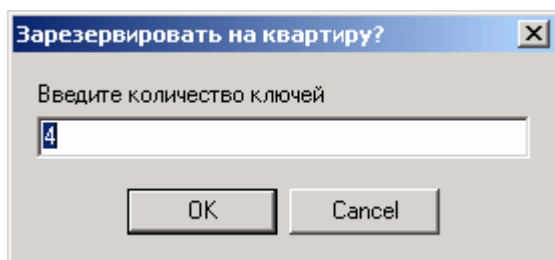 Зарезервировать на квартиру?
Введите количество ключей
4
OK
Cancel